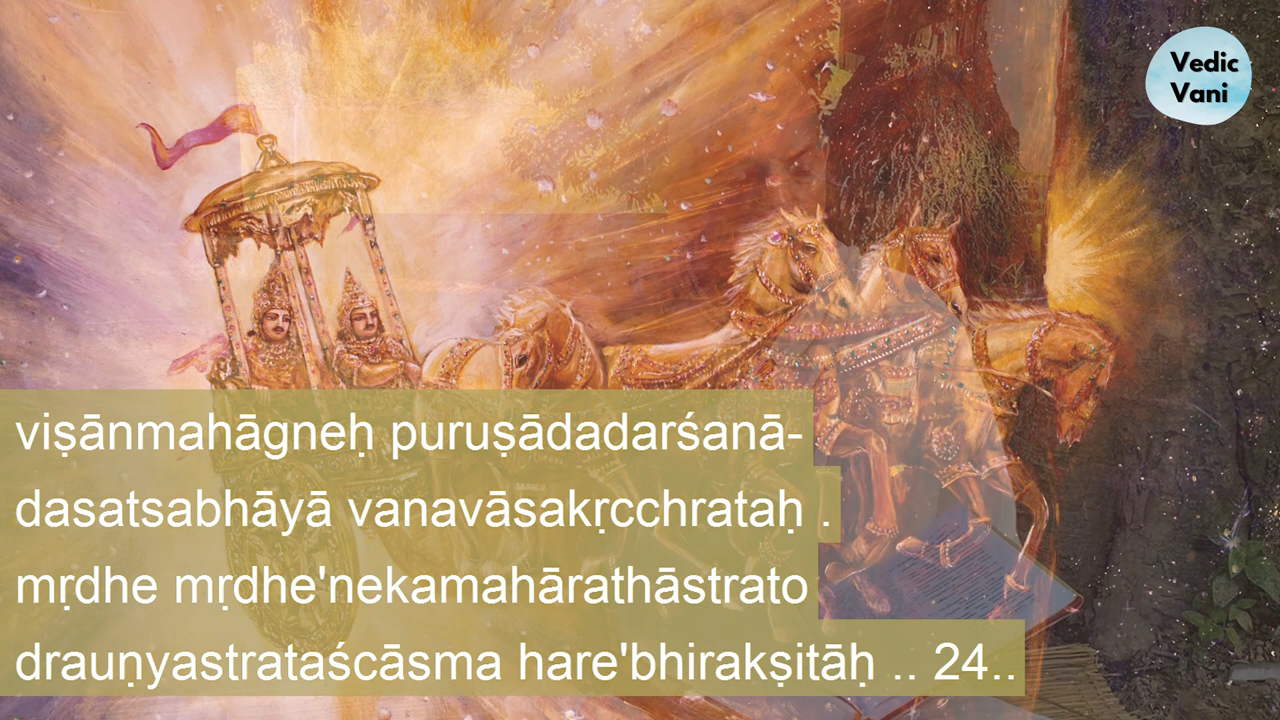 Vedic
Vani
viṣānmahāgneḥ puruṣādadarśanā-
dasatsabhāyā vanavāsakṛcchrataḥ .
mṛdhe mṛdhe'nekamahārathāstrato
drauṇyastrataścāsma hare'bhirakṣitāḥ .. 24..